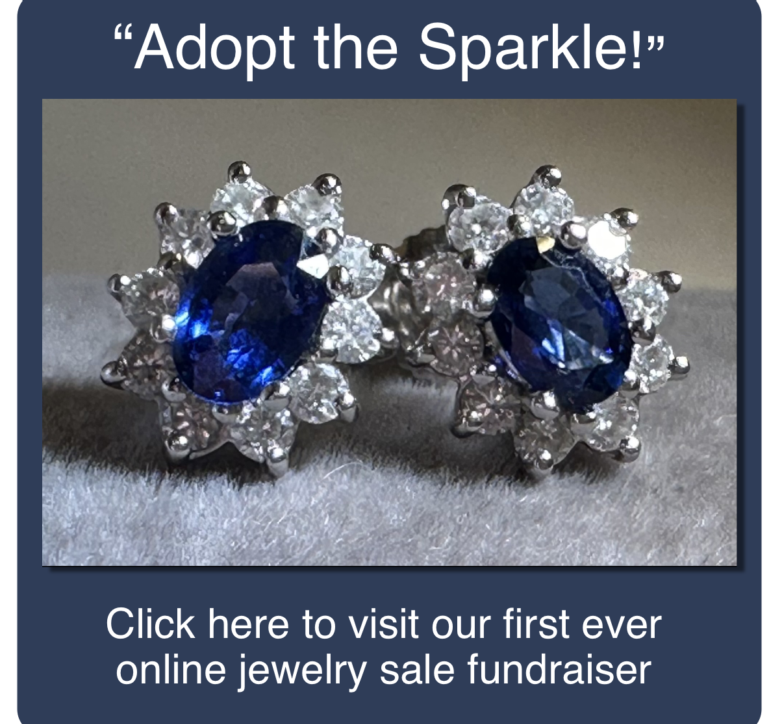 “Adopt the Sparkle!”
Click here to visit our first ever
online jewelry sale fundraiser